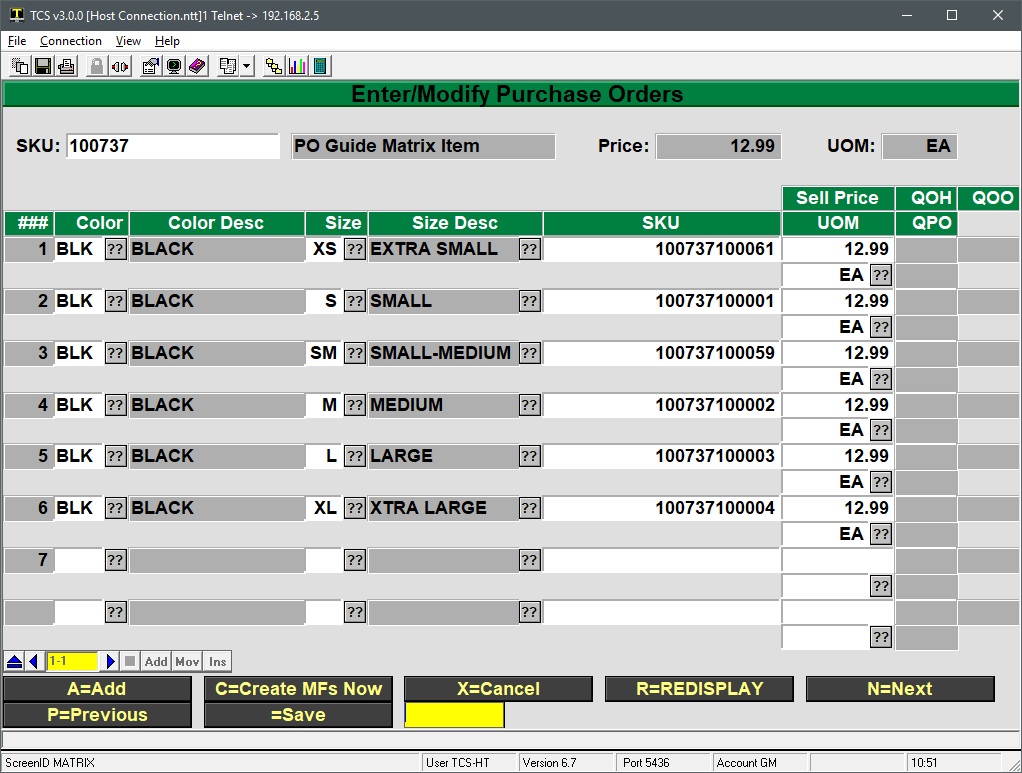 TCS v3.0.0 [Host Connection.ntt]1 Telnet -> 192.168.2.5
File Connection View Help
Enter/Modify Purchase Orders
SKU: 100737 PO Guide Matrix Item Price: 12.99 UOM: EA
Sell Price QOH QOO
### Color Color Desc Size Size Desc SKU UOM QPO
1 BLK ?? BLACK XS ?? EXTRA SMALL ?? 100737100061 12.99
EA ??
2 BLK ?? BLACK S ?? SMALL ?? 100737100001 12.99
EA ??
3 BLK ?? BLACK SM ?? SMALL-MEDIUM ?? 100737100059 12.99
EA ??
4 BLK ?? BLACK M ?? MEDIUM ?? 100737100002 12.99
EA ??
5 BLK ?? BLACK L ?? LARGE ?? 100737100003 12.99
EA ??
6 BLK ?? BLACK XL ?? XTRA LARGE ?? 100737100004 12.99
EA ??
7 ?? ?? ??
??
?? ?? ??
??
1-1 Add Mov Ins
A=Add C=Create MFs Now X=Cancel R=REDISPLAY N=Next
P=Previous =Save
ScreenID MATRIX User TCS-HT Version 6.7 Port 5436 Account GM 10:51